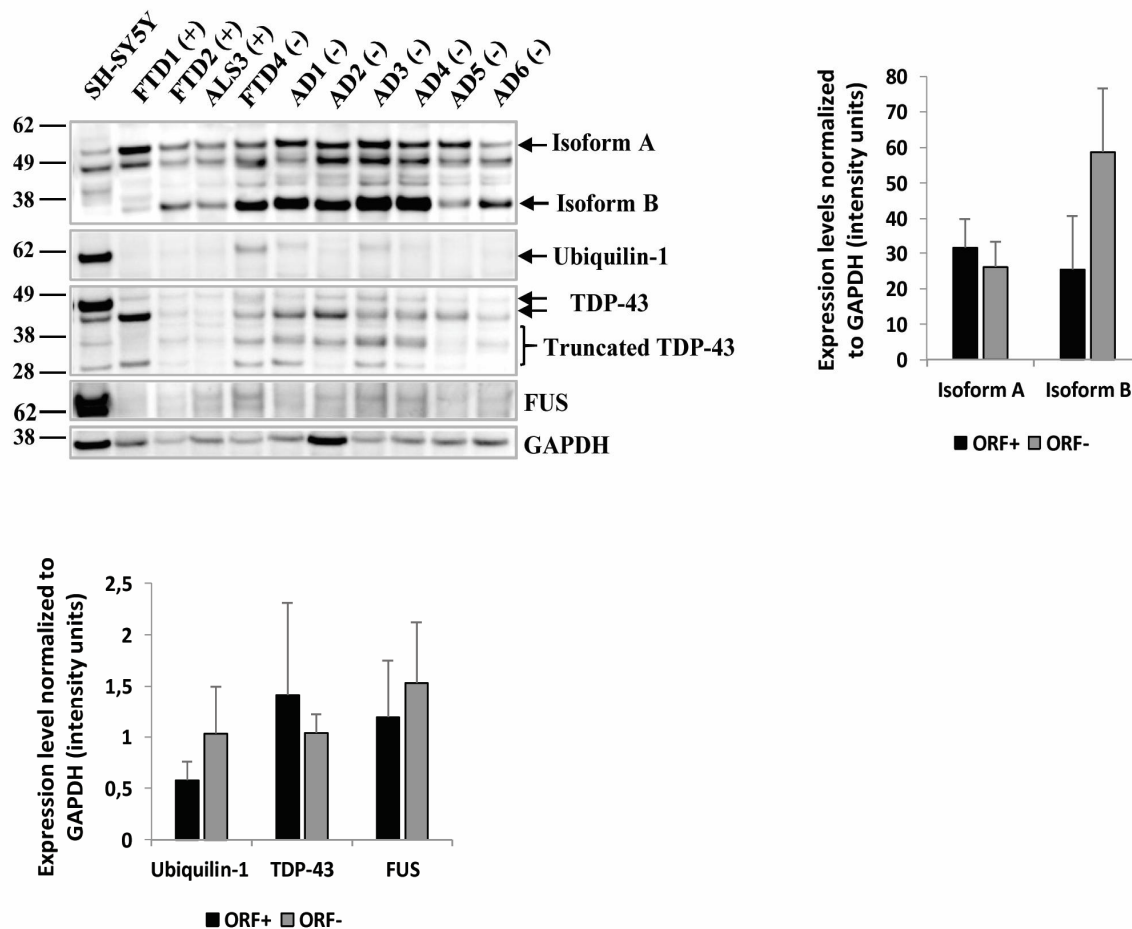 SH-SY5Y
FTD1 (+)
FTD2 (+)
ALS3 (+)
FTD4 (-)
AD1 (-)
AD2 (-)
AD3 (-)
AD4 (-)
AD5 (-)
AD6 (-)
62
49
38
Isoform A
Isoform B
62
Ubiquilin-1
49
38
28
TDP-43
Truncated TDP-43
62
FUS
38
GAPDH
Expression levels normalized
to GAPDH (intensity units)
80
70
60
50
40
30
20
10
0
Isoform A Isoform B
ORF+ ORF-
Expression level normalized to
GAPDH (intensity units)
2,5
2
1,5
1
0,5
0
Ubiquilin-1 TDP-43 FUS
ORF+ ORF-